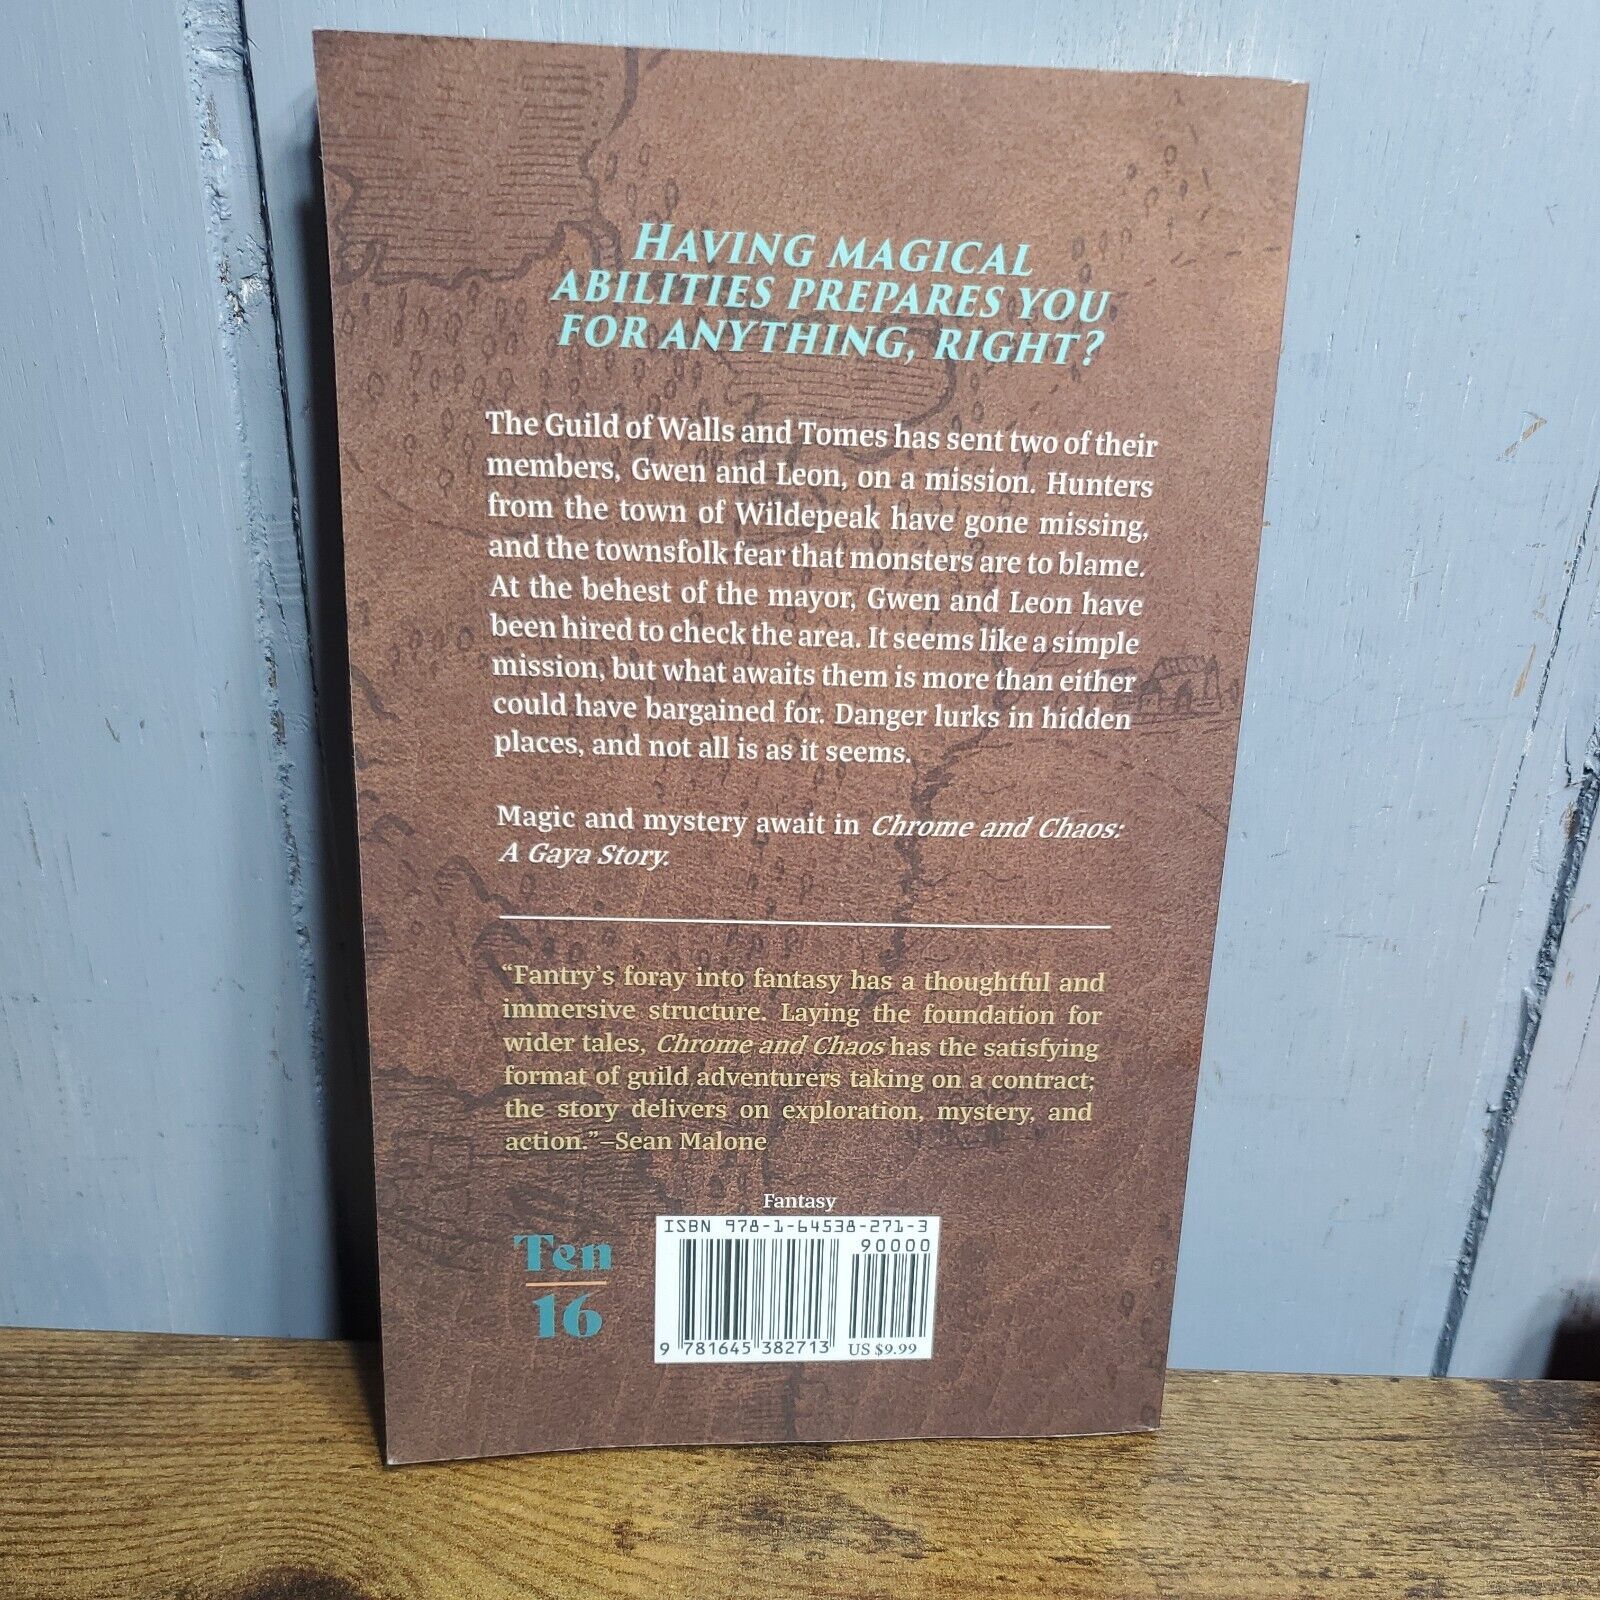 HAVING MAGICAL
ABILITIES PREPARES YOU
FOR ANYTHING, RIGHT?
The Guild of Walls and Tomes has sent two of their
members, Gwen and Leon, on a mission. Hunters
from the town of Wildepeak have gone missing,
and the townsfolk fear that monsters are to blame.
At the behest of the mayor, Gwen and Leon have
been hired to check the area. It seems like a simple
mission, but what awaits them is more than either
could have bargained for. Danger lurks in hidden
places, and not all is as it seems.
Magic and mystery await in Chrome and Chaos:
A Gaya Story.
“Fantry’s foray into fantasy has a thoughtful and
immersive structure. Laying the foundation for
wider tales, Chrome and Chaos has the satisfying
format of guild adventurers taking on a contract;
the story delivers on exploration, mystery, and
action.”–Sean Malone
Fantasy
Ten
16
ISBN 978-1-64538-271-3
90000
9 781645 382713
US $9.99